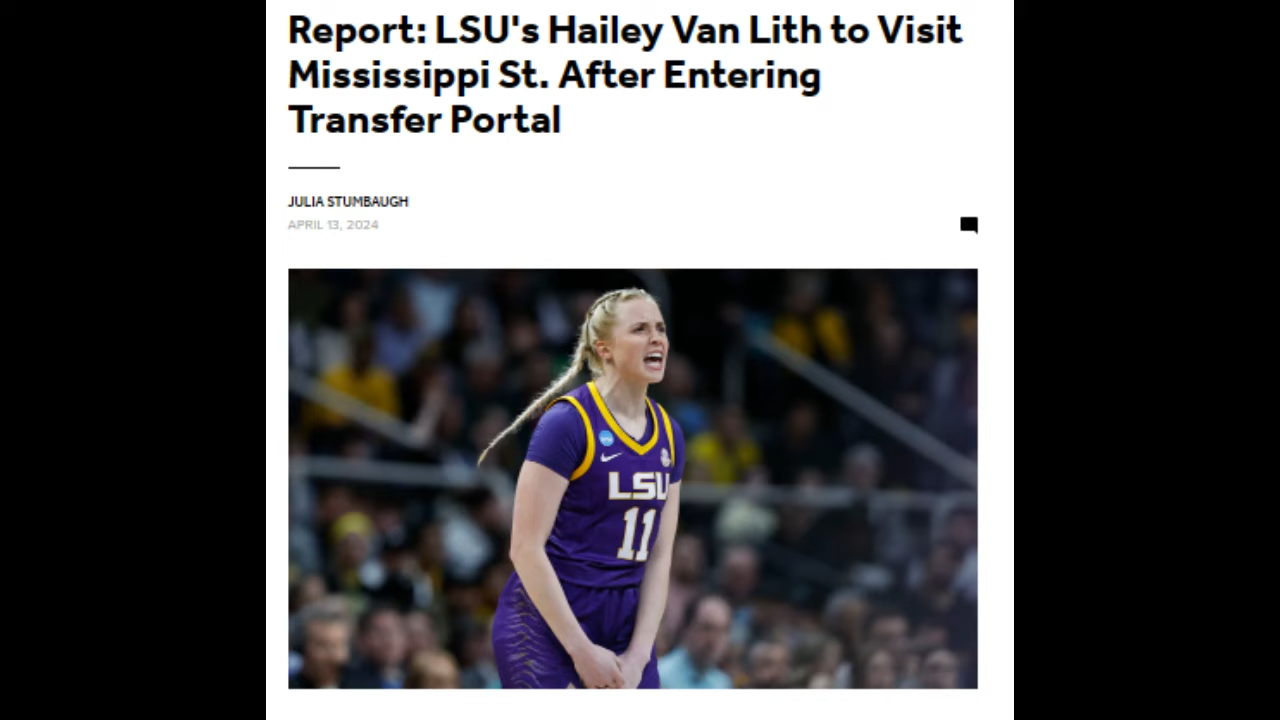 Report: LSU's Hailey Van Lith to Visit
Mississippi St. After Entering
Transfer Portal
JULIA STUMBAUGH
APRIL 13, 2024
LSU
11